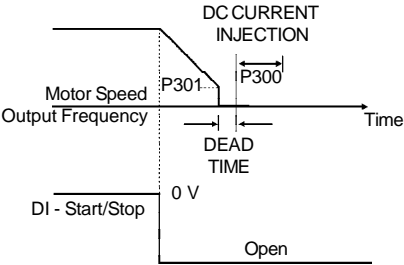 DC CURRENT
INJECTION
P301
P300
Motor Speed
Output Frequency
Time
DEAD
TIME
0 V
DI - Start/Stop
Open